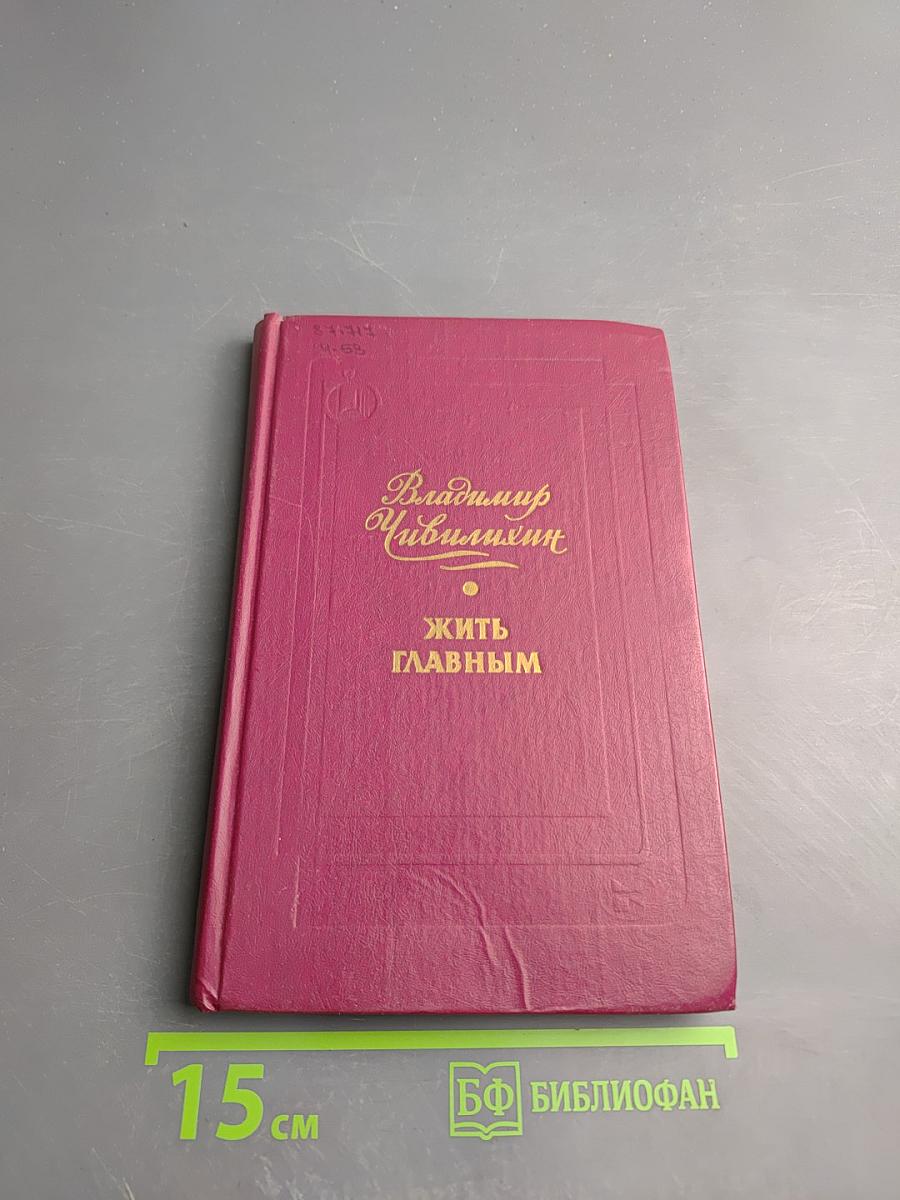 Владимир
Чивилихин
ЖИТЬ
ГЛАВНЫМ
15 см
БФ БИБЛИОФАН